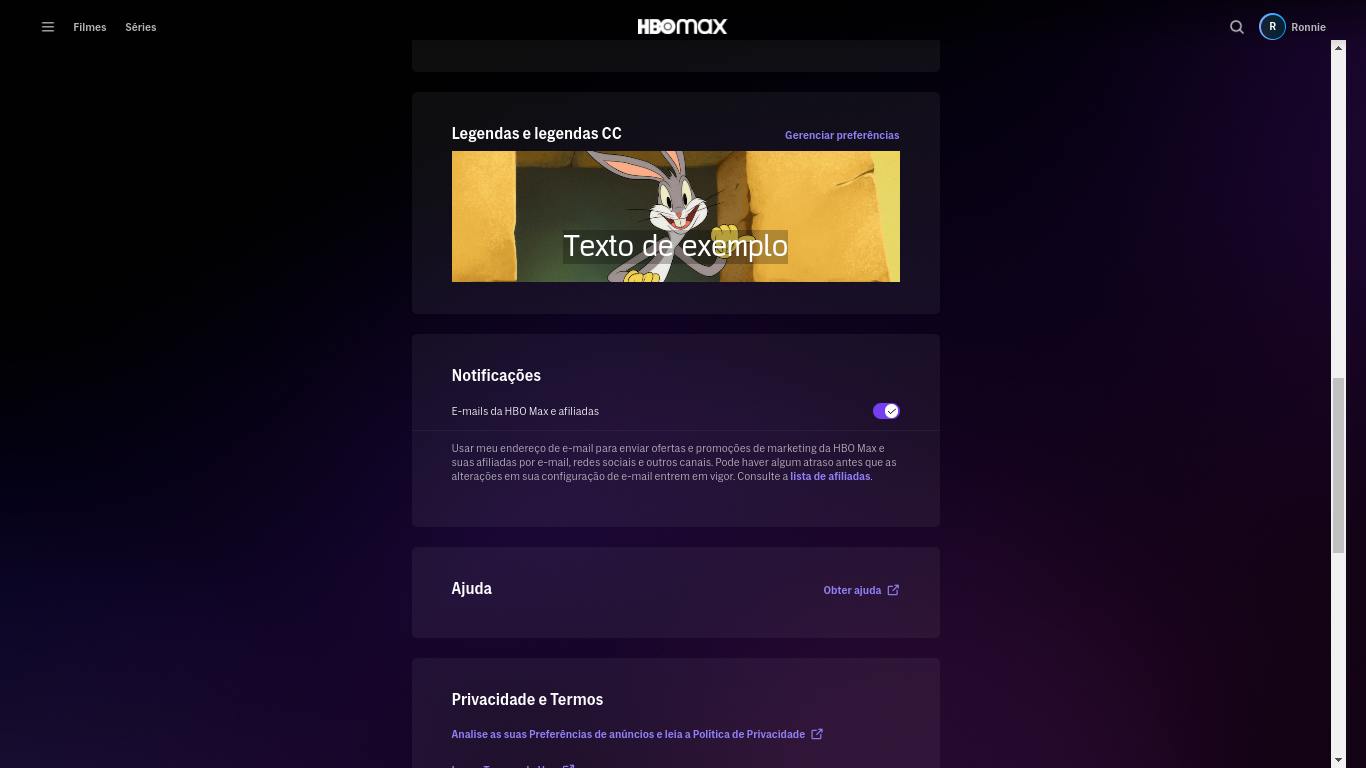 Filmes
Séries
HBOmax
R
Ronnie
Legendas e legendas CC
Gerenciar preferências
Texto de exemplo
Notificações
E-mails da HBO Max e afiliadas
Usar meu endereço de e-mail para enviar ofertas e promoções de marketing da HBO Max e
suas afiliadas por e-mail, redes sociais e outros canais. Pode haver algum atraso antes que as
alterações em sua configuração de e-mail entrem em vigor. Consulte a lista de afiliadas.
Ajuda
Obter ajuda
Privacidade e Termos
Analise as suas Preferências de anúncios e leia a Política de Privacidade